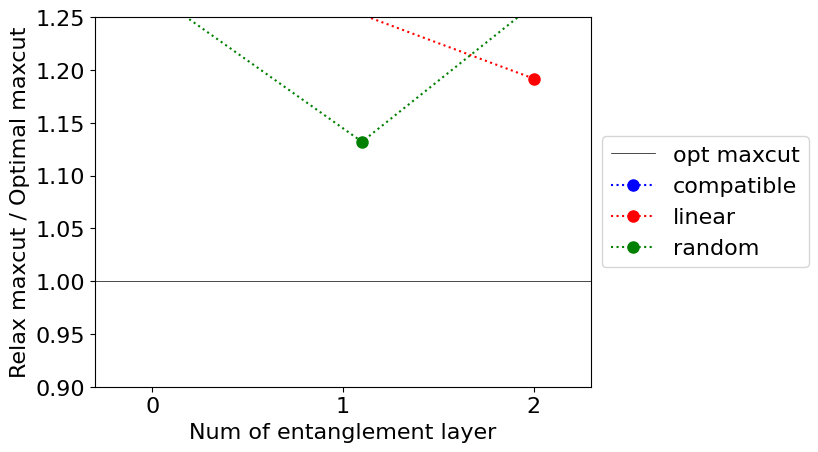 Relax maxcut / Optimal maxcut
1.25
1.20
1.15
1.10
1.05
1.00
0.95
0.90
0
1
2
Num of entanglement layer
opt maxcut
compatible
linear
random